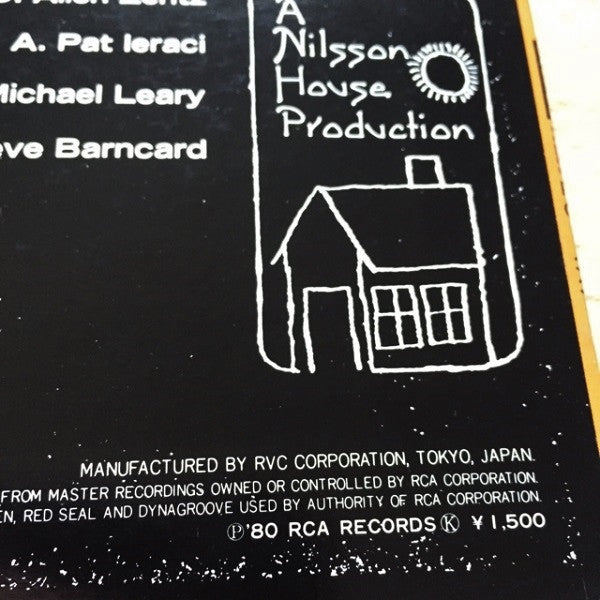 A. Pat Ieraci
Michael Leary
Barncard
A
Nilsson
House
Production
MANUFACTURED BY RVC CORPORATION, TOKYO, JAPAN.
FROM MASTER RECORDINGS OWNED OR CONTROLLED BY RCA CORPORATION.
RED SEAL AND DYNAGROOVE USED BY AUTHORITY OF RCA CORPORATION.
Ⓟ'80 RCA RECORDS Ⓚ ¥1,500